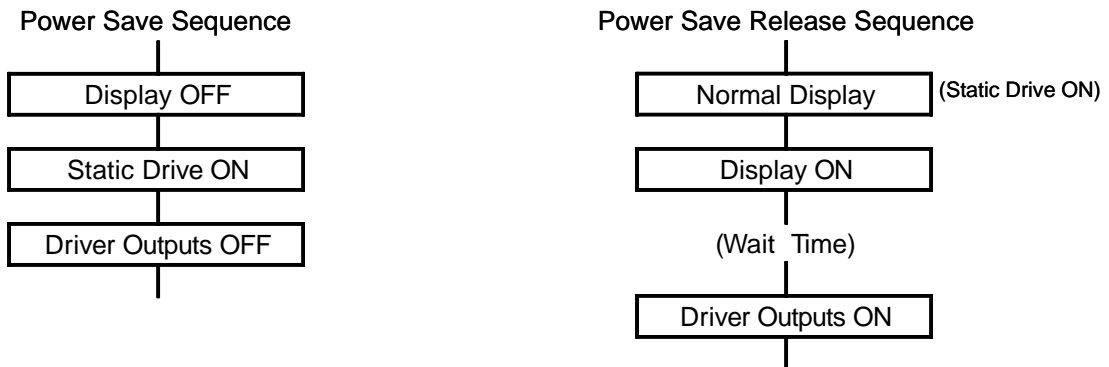 Power Save Sequence
Display OFF
Static Drive ON
Driver Outputs OFF
Power Save Release Sequence
Normal Display (Static Drive ON)
Display ON
(Wait Time)
Driver Outputs ON